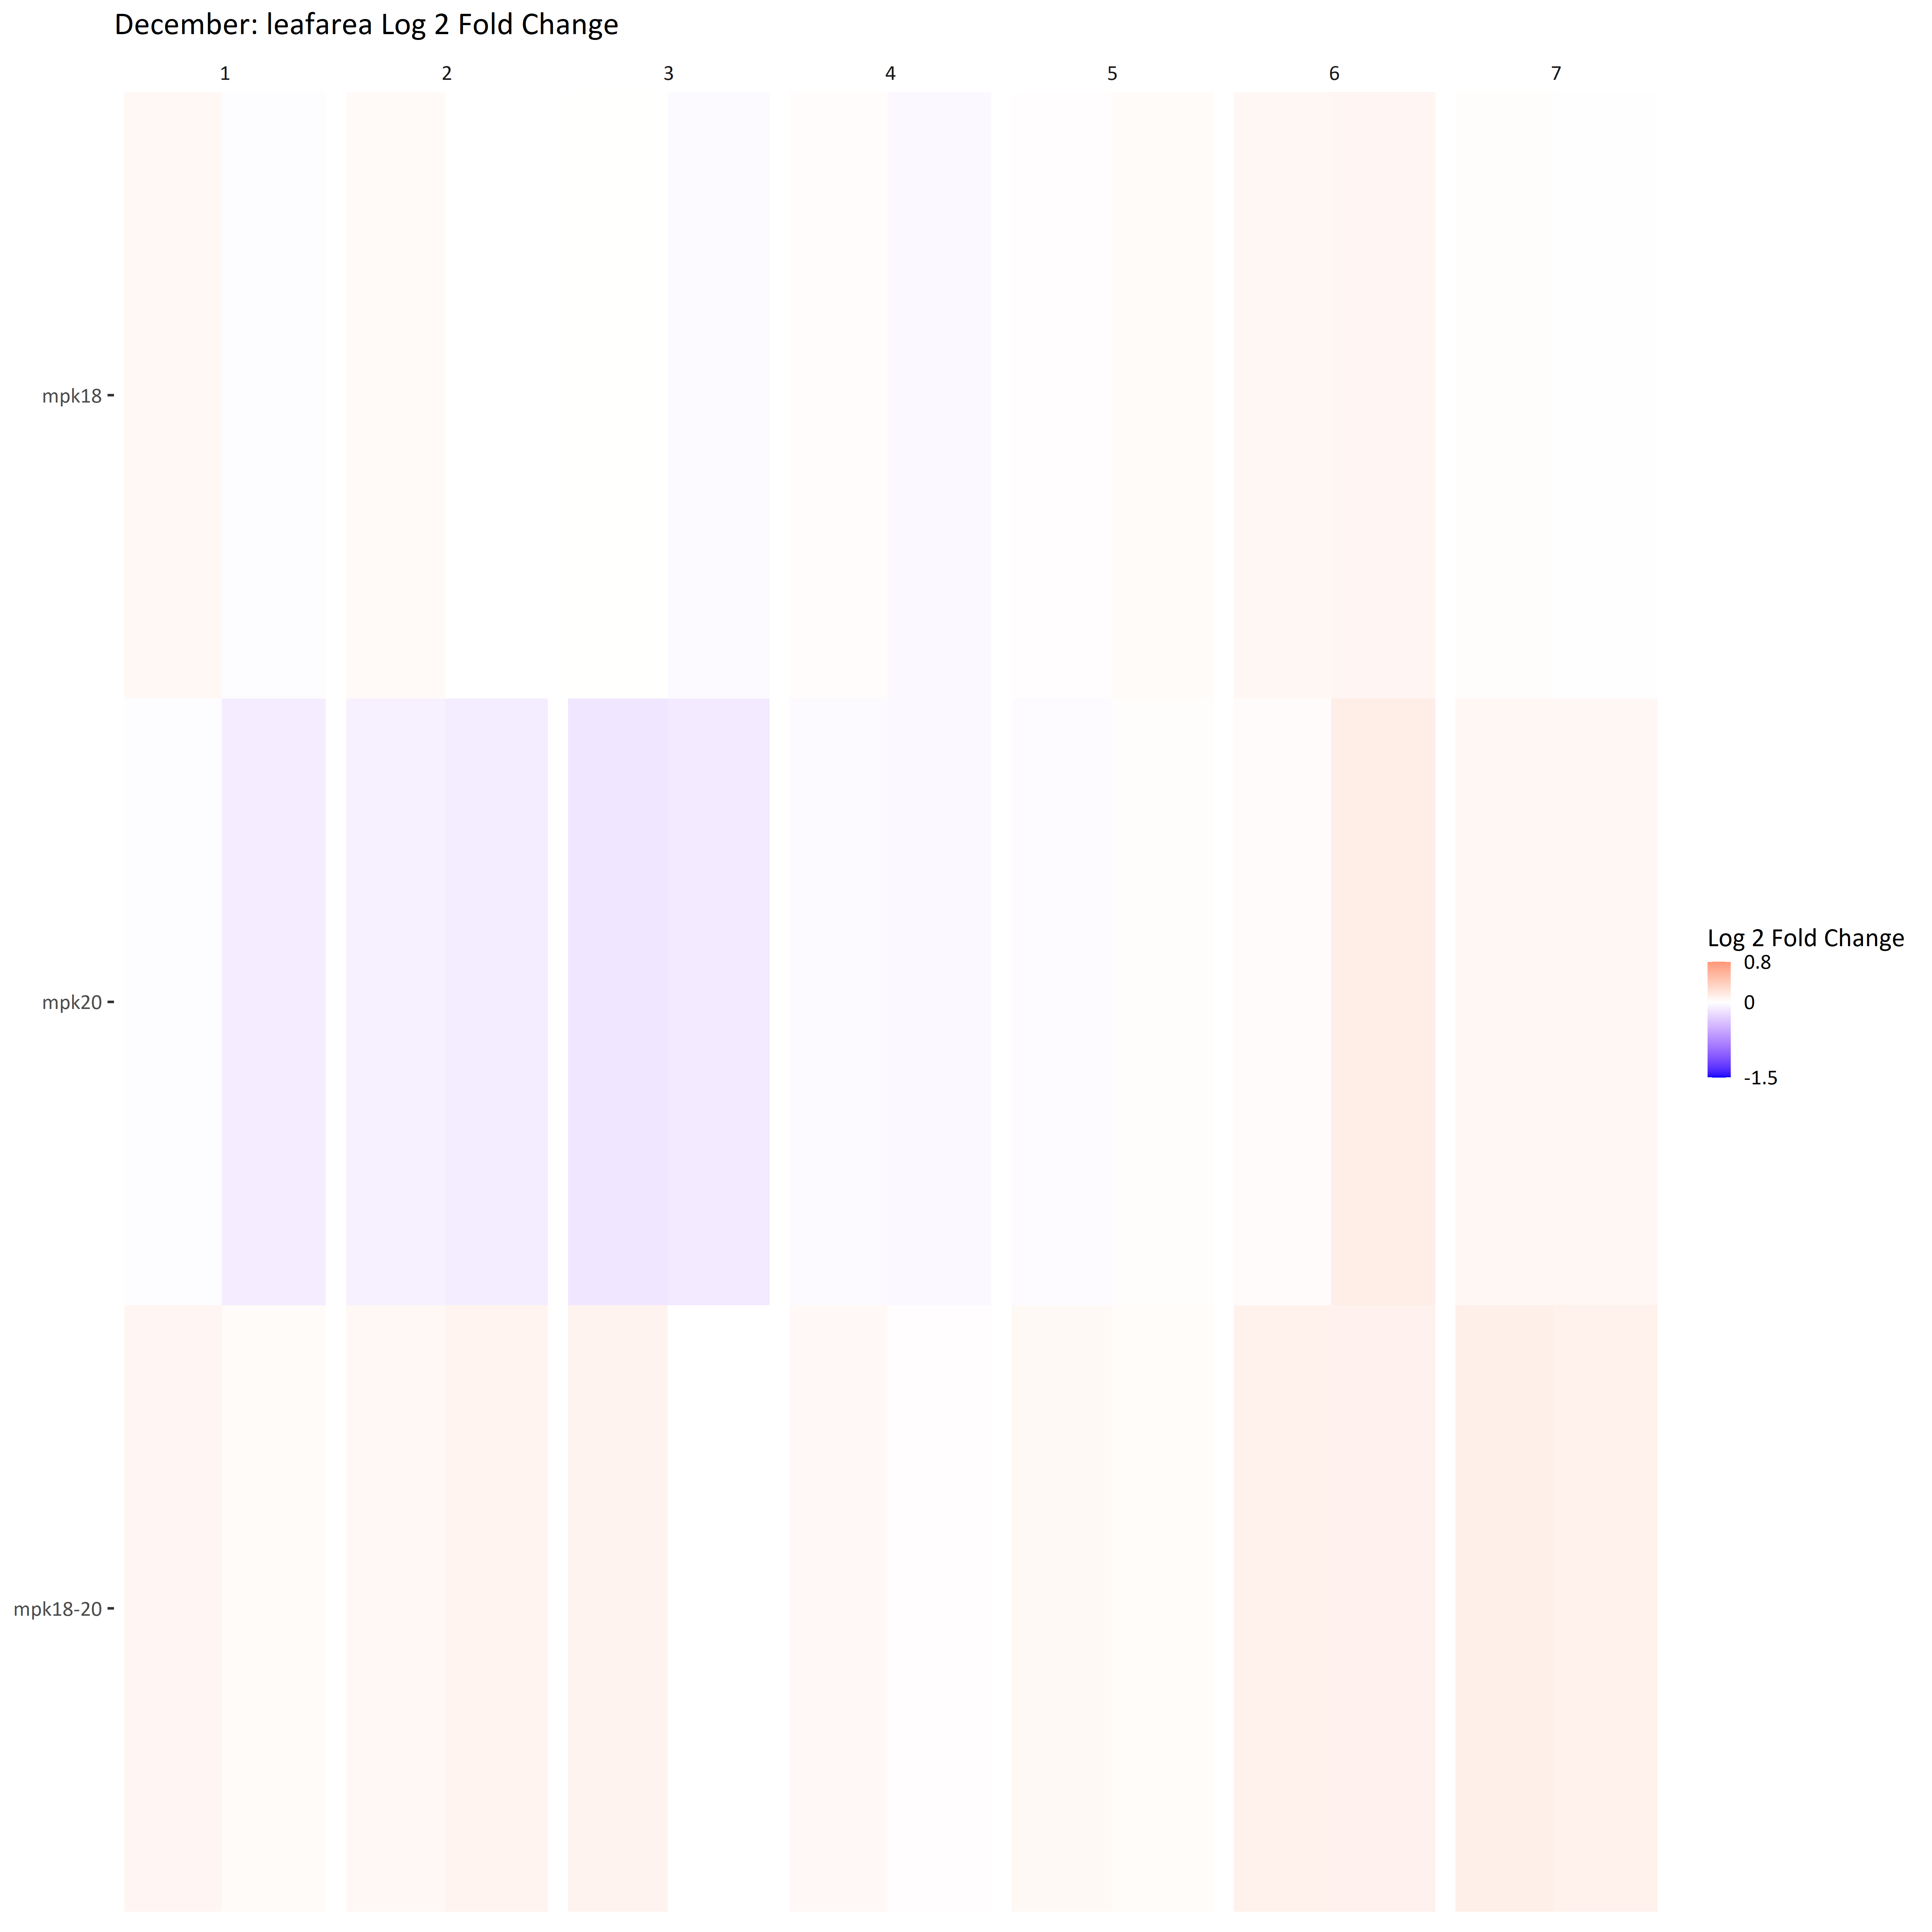 December: leafarea Log 2 Fold Change
1 2 3 4 5 6 7
mpk18
mpk20
mpk18-20
Log 2 Fold Change
0.8
0
-1.5